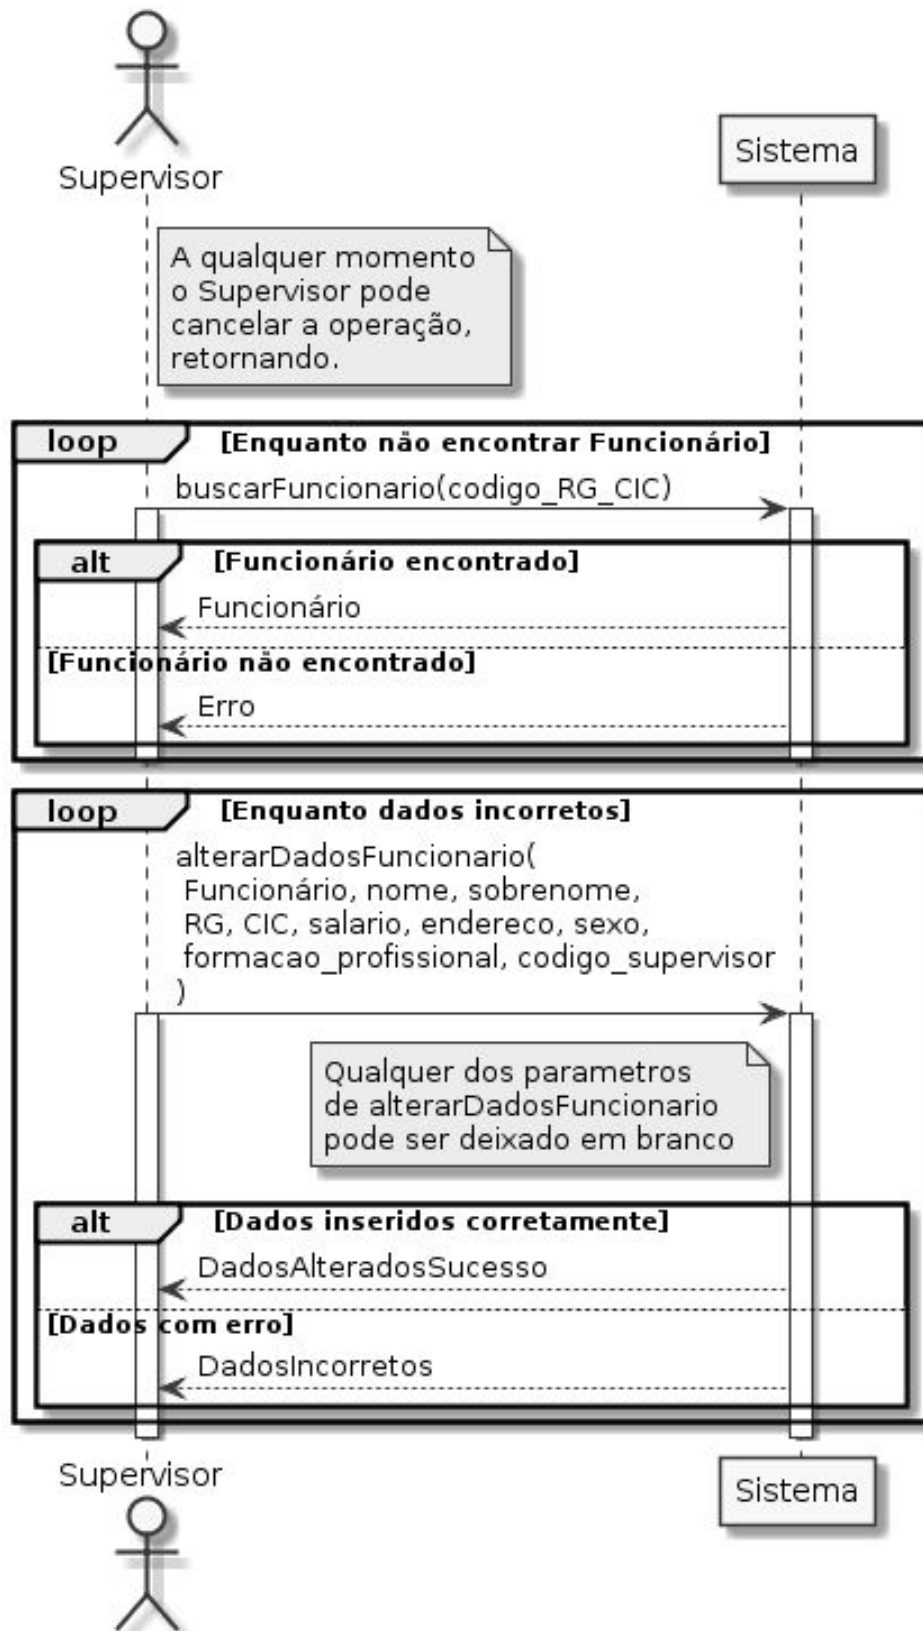 Supervisor
Sistema
A qualquer momento
o Supervisor pode
cancelar a operação,
retornando.
loop [Enquanto não encontrar Funcionário]
buscarFuncionario(codigo_RG_CIC)
alt [Funcionário encontrado]
Funcionário
[Funcionário não encontrado]
Erro
loop [Enquanto dados incorretos]
alterarDadosFuncionario(
Funcionário, nome, sobrenome,
RG, CIC, salario, endereco, sexo,
formacao_profissional, codigo_supervisor
)
Qualquer dos parametros
de alterarDadosFuncionario
pode ser deixado em branco
alt [Dados inseridos corretamente]
DadosAlteradosSucesso
[Dados com erro]
DadosIncorretos
Supervisor
Sistema